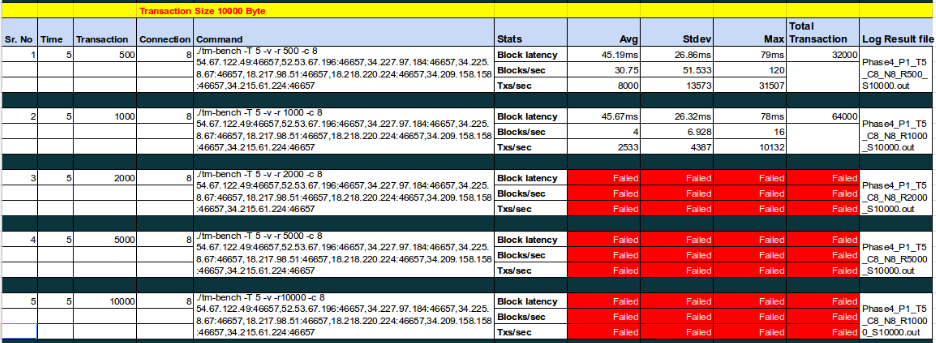 Transaction Size 10000 Byte
Sr. No Time Transaction Connection Command Stats Avg Stdev Max Total Transaction Log Result file
1 5 500 8 ./tm-bench -T 5 -v -r 500 -c 8 Block latency 45.19ms 26.86ms 79ms 32000 Phase4_P1_T5
54.67.122.49:46657,52.53.67.196:46657,34.227.97.184:46657,34.225. Blocks/sec 30.75 51.533 120 _C8_N8_R500_
8.67:46657,18.217.98.51:46657,18.218.220.224:46657,34.209.158.158
:46657,34.215.61.224:46657 Txs/sec 8000 13573 31507 S10000.out
2 5 1000 8 ./tm-bench -T 5 -v -r 1000 -c 8 Block latency 45.67ms 26.32ms 78ms 64000 Phase4_P1_T5
54.67.122.49:46657,52.53.67.196:46657,34.227.97.184:46657,34.225. Blocks/sec 4 6.928 16 _C8_N8_R1000
8.67:46657,18.217.98.51:46657,18.218.220.224:46657,34.209.158.158
:46657,34.215.61.224:46657 Txs/sec 2533 4387 10132 _S10000.out
3 5 2000 8 ./tm-bench -T 5 -v -r 2000 -c 8 Block latency Failed Failed Failed Failed Phase4_P1_T5
54.67.122.49:46657,52.53.67.196:46657,34.227.97.184:46657,34.225. Blocks/sec Failed Failed Failed Failed _C8_N8_R2000
8.67:46657,18.217.98.51:46657,18.218.220.224:46657,34.209.158.158
:46657,34.215.61.224:46657 Txs/sec Failed Failed Failed Failed _S10000.out
4 5 5000 8 ./tm-bench -T 5 -v -r 5000 -c 8 Block latency Failed Failed Failed Failed Phase4_P1_T5
54.67.122.49:46657,52.53.67.196:46657,34.227.97.184:46657,34.225. Blocks/sec Failed Failed Failed Failed _C8_N8_R5000
8.67:46657,18.217.98.51:46657,18.218.220.224:46657,34.209.158.158
:46657,34.215.61.224:46657 Txs/sec Failed Failed Failed Failed _S10000.out
5 5 10000 8 ./tm-bench -T 5 -v -r10000 -c 8 Block latency Failed Failed Failed Failed Phase4_P1_T5
54.67.122.49:46657,52.53.67.196:46657,34.227.97.184:46657,34.225. Blocks/sec Failed Failed Failed Failed _C8_N8_R1000
8.67:46657,18.217.98.51:46657,18.218.220.224:46657,34.209.158.158
:46657,34.215.61.224:46657 Txs/sec Failed Failed Failed Failed 0_S10000.out